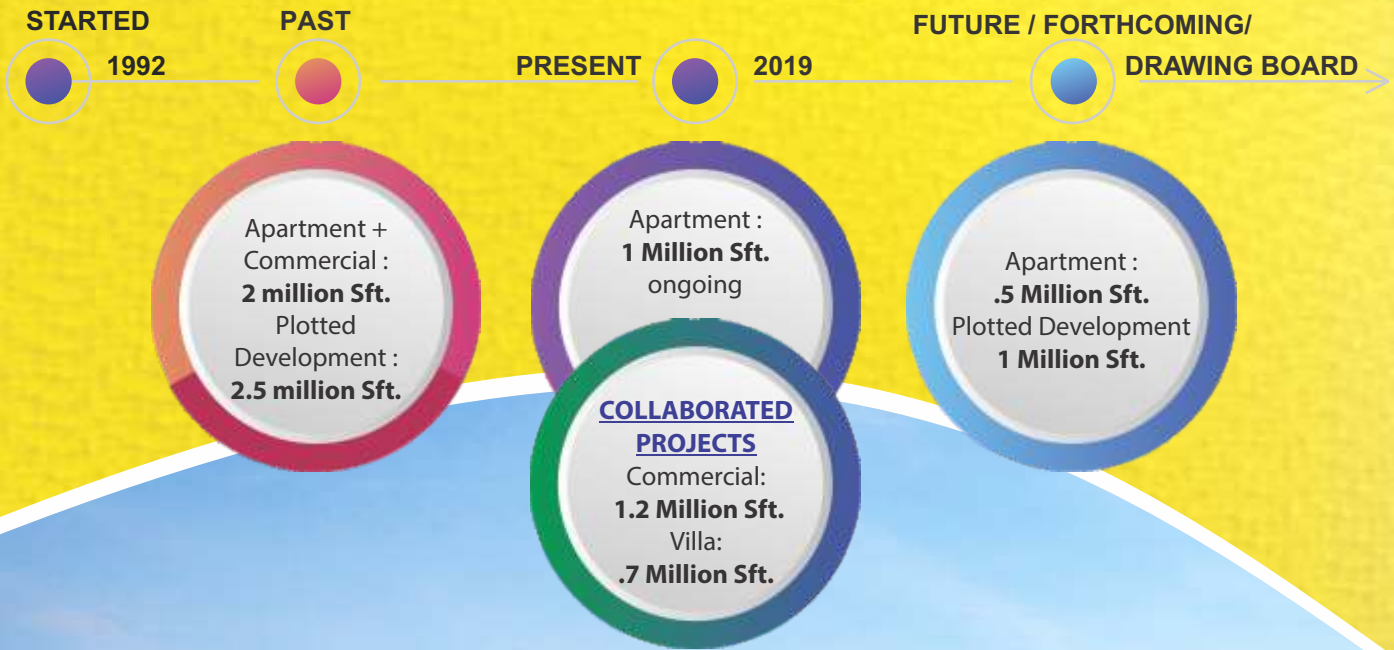 STARTED
1992
PAST
PRESENT
2019
FUTURE / FORTHCOMING/
DRAWING BOARD
Apartment +
Commercial :
2 million Sft.
Plotted
Development :
2.5 million Sft.
Apartment :
1 Million Sft.
ongoing
COLLABORATED
PROJECTS
Commercial:
1.2 Million Sft.
Villa:
.7 Million Sft.
Apartment :
.5 Million Sft.
Plotted Development
1 Million Sft.